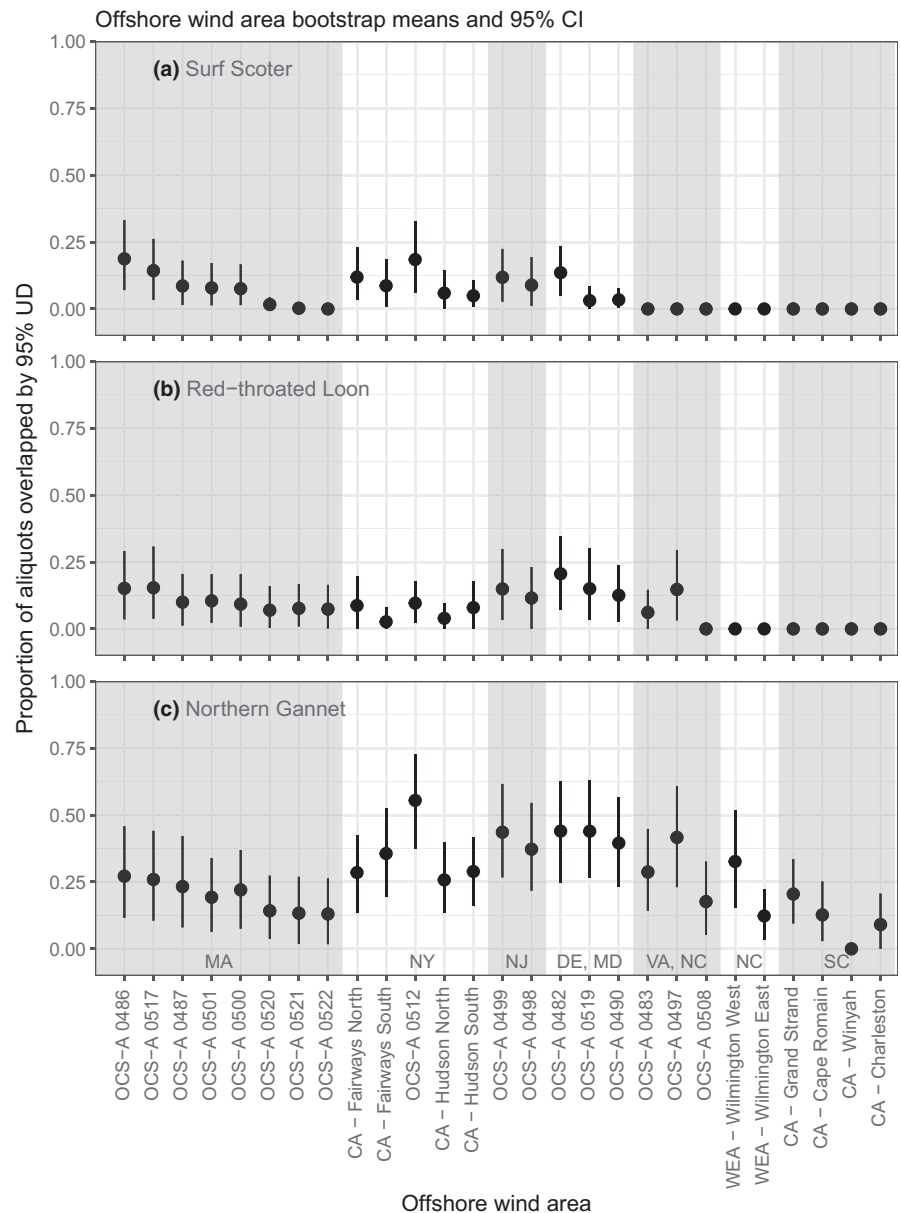 Offshore wind area bootstrap means and 95% CI
Proportion of aliquots overlapped by 95% UD
(a) Surf Scoter
1.00
0.75
0.50
0.25
0.00
(b) Red−throated Loon
1.00
0.75
0.50
0.25
0.00
(c) Northern Gannet
1.00
0.75
0.50
0.25
0.00
MA
NY
NJ
DE, MD
VA, NC
NC
SC
OCS−A 0486
OCS−A 0517
OCS−A 0487
OCS−A 0501
OCS−A 0500
OCS−A 0520
OCS−A 0521
OCS−A 0522
CA − Fairways North
CA − Fairways South
OCS−A 0512
CA − Hudson North
CA − Hudson South
OCS−A 0499
OCS−A 0498
OCS−A 0482
OCS−A 0519
OCS−A 0490
OCS−A 0483
OCS−A 0497
OCS−A 0508
WEA − Wilmington West
WEA − Wilmington East
CA − Grand Strand
CA − Cape Romain
CA − Winyah
CA − Charleston
Offshore wind area